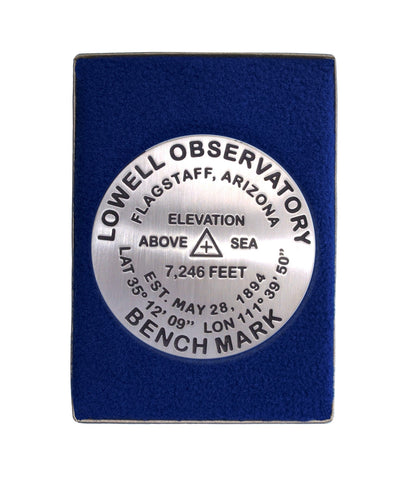 LOWELL OBSERVATORY
FLAGSTAFF, ARIZONA
ELEVATION
ABOVE SEA
7,246 FEET
EST. MAY 28, 1894
LAT 35° 12' 09" LON 111° 39' 50"
BENCH MARK